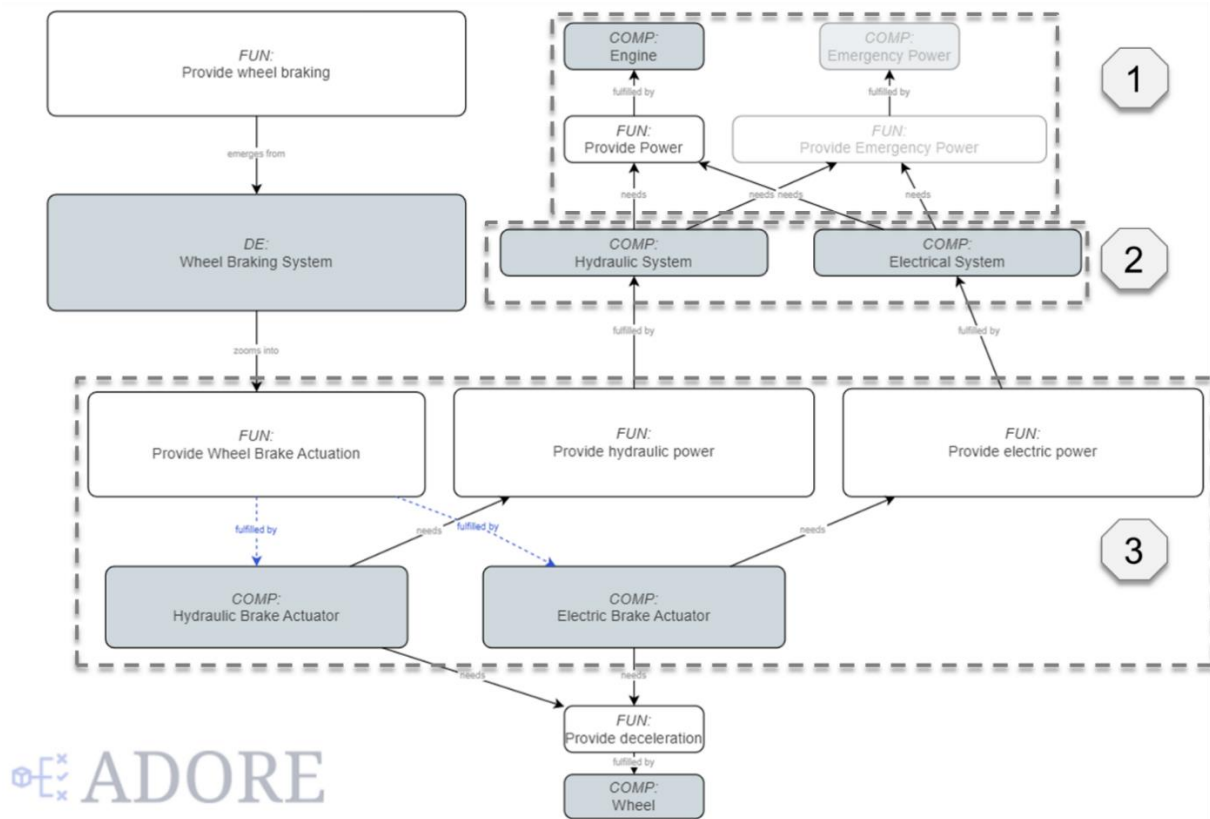 FUN:
Provide wheel braking
emerges from
DE:
Wheel Braking System
zooms into
COMP:
Engine
COMP:
Emergency Power
fulfilled by
fulfilled by
FUN:
Provide Power
FUN:
Provide Emergency Power
needs
needs
needs
needs
1
COMP:
Hydraulic System
COMP:
Electrical System
2
fulfilled by
fulfilled by
FUN:
Provide Wheel Brake Actuation
FUN:
Provide hydraulic power
FUN:
Provide electric power
fulfilled by
fulfilled by
needs
needs
COMP:
Hydraulic Brake Actuator
COMP:
Electric Brake Actuator
3
needs
needs
FUN:
Provide deceleration
fulfilled by
COMP:
Wheel
ADORE